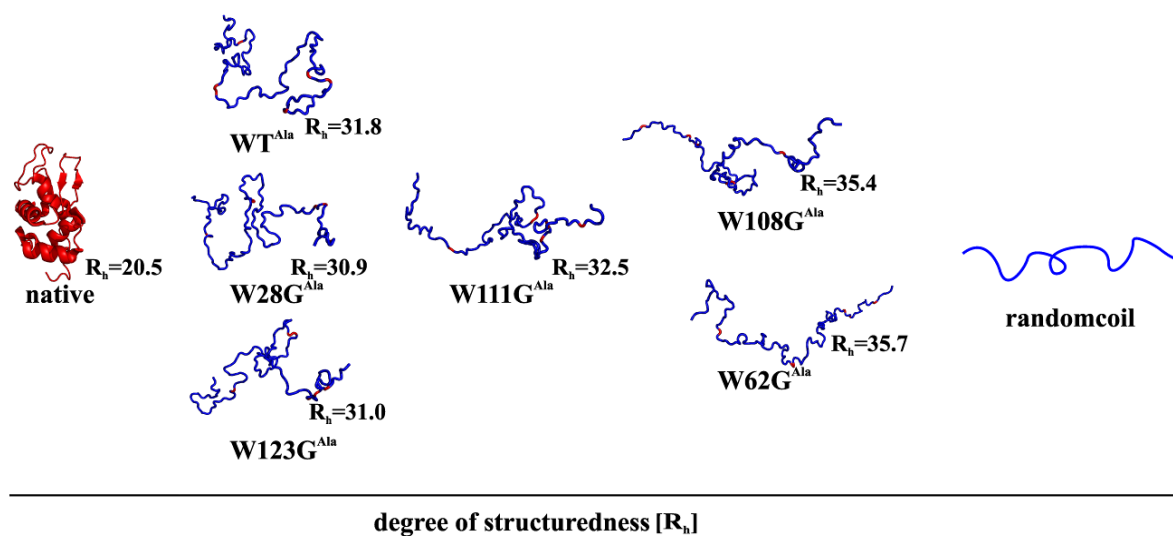 WT^Ala
R_h=31.8
R_h=20.5
native
R_h=30.9
W28G^Ala
R_h=31.0
W123G^Ala
R_h=32.5
W111G^Ala
R_h=35.4
W108G^Ala
R_h=35.7
W62G^Ala
randomcoil
degree of structuredness [R_h]